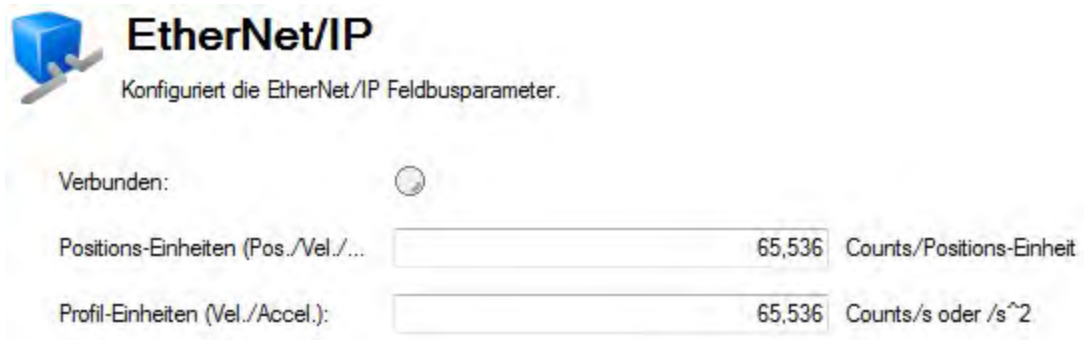 EtherNet/IP
Konfiguriert die EtherNet/IP Feldbusparameter.
Verbunden:
Positions-Einheiten (Pos./Vel./... 65,536 Counts/Positions-Einheit
Profil-Einheiten (Vel./Accel.): 65,536 Counts/s oder /s^2